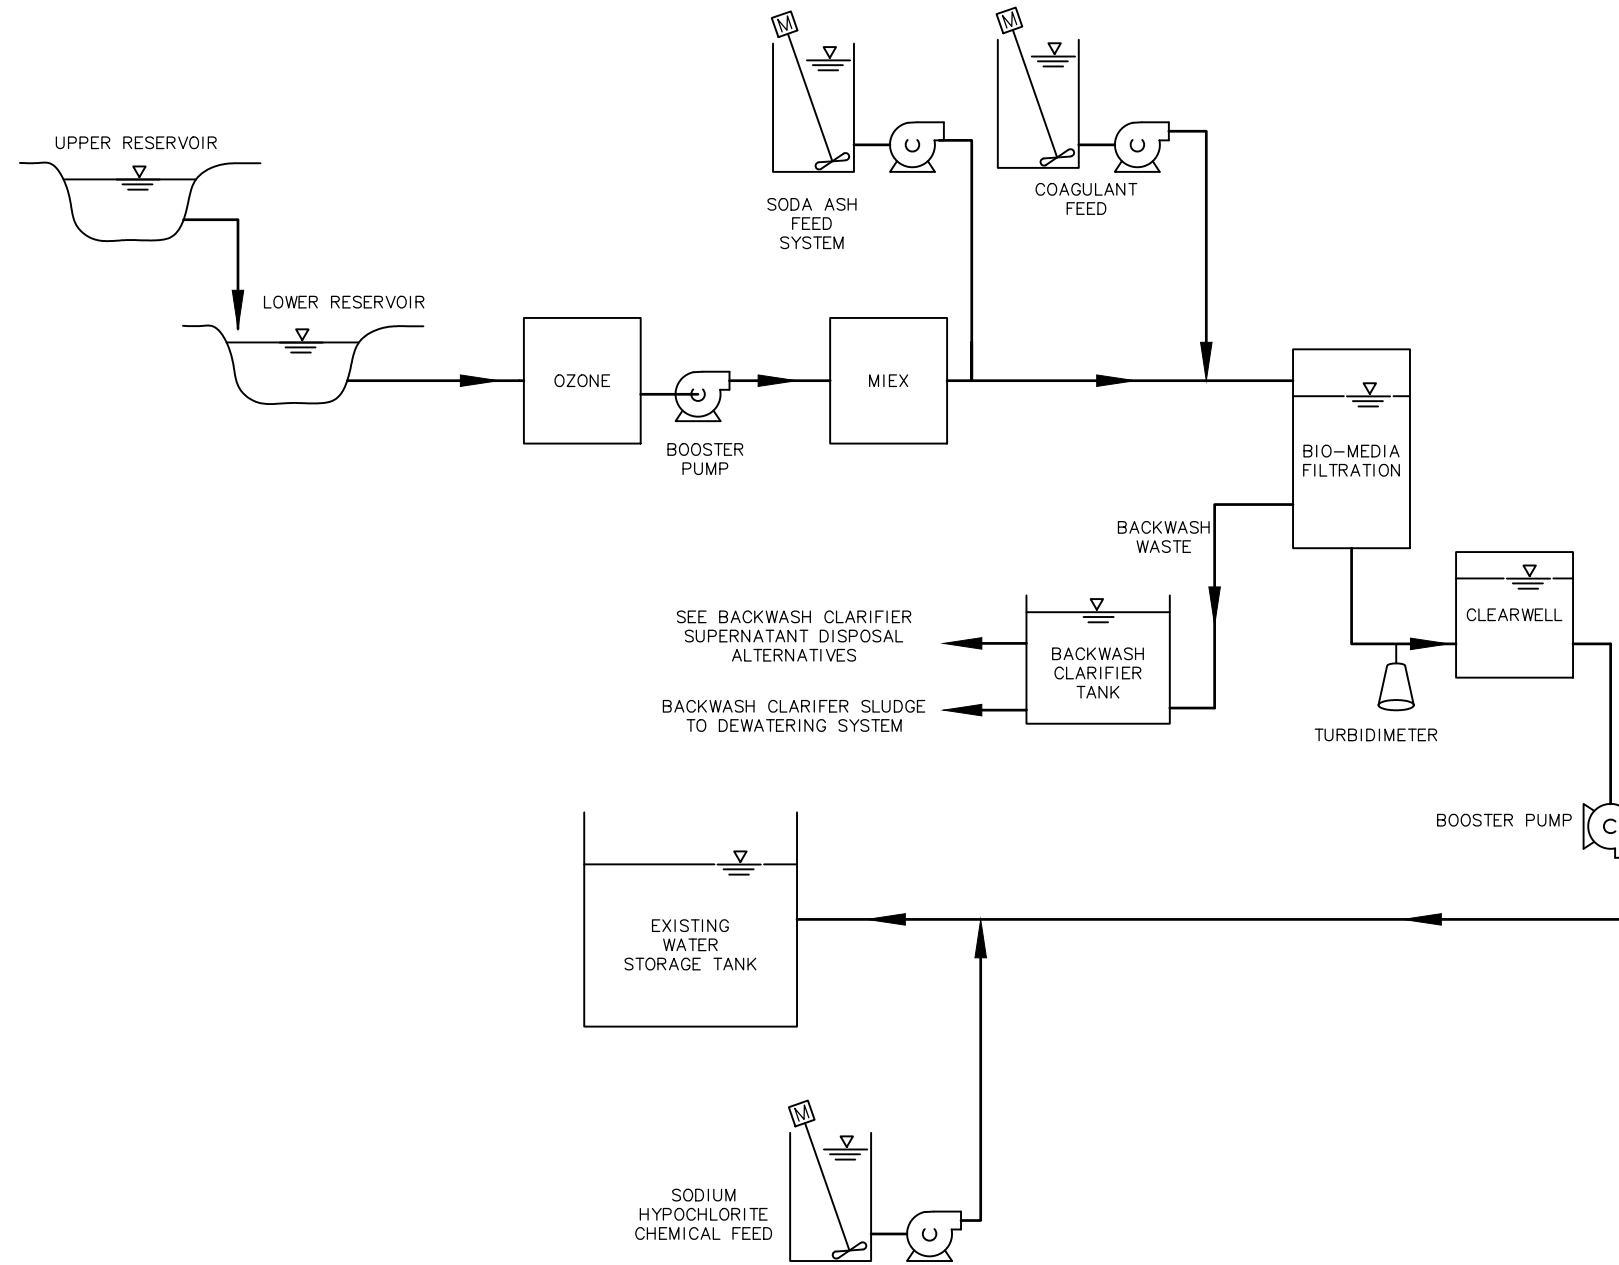 M
M
UPPER RESERVOIR
SODA ASH
FEED
SYSTEM
COAGULANT
FEED
LOWER RESERVOIR
OZONE
MIEX
BOOSTER
PUMP
BIO-MEDIA
FILTRATION
BACKWASH
WASTE
SEE BACKWASH CLARIFIER
SUPERNATANT DISPOSAL
ALTERNATIVES
BACKWASH
CLARIFIER
TANK
CLEARWELL
BACKWASH CLARIFER SLUDGE
TO DEWATERING SYSTEM
TURBIDIMETER
BOOSTER PUMP
EXISTING
WATER
STORAGE TANK
M
SODIUM
HYPOCHLORITE
CHEMICAL FEED